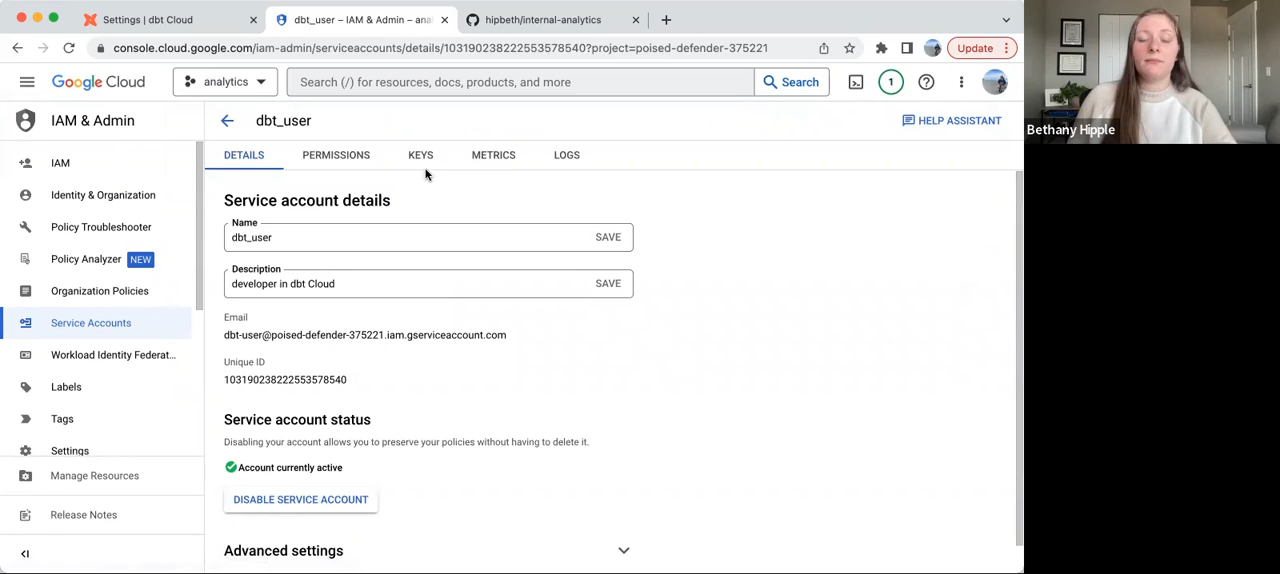 Settings | dbt Cloud
dbt_user – IAM & Admin – anal
hipbeth/internal-analytics
console.cloud.google.com/iam-admin/serviceaccounts/details/103190238222553578540?project=poised-defender-375221
Update
Google Cloud
analytics
Search (/) for resources, docs, products, and more
Search
1
Bethany Hipple
IAM & Admin
dbt_user
HELP ASSISTANT
DETAILS
PERMISSIONS
KEYS
METRICS
LOGS
IAM
Identity & Organization
Policy Troubleshooter
Policy Analyzer NEW
Organization Policies
Service Accounts
Workload Identity Federat...
Labels
Tags
Settings
Manage Resources
Release Notes
Service account details
Name
dbt_user
SAVE
Description
developer in dbt Cloud
SAVE
Email
dbt-user@poised-defender-375221.iam.gserviceaccount.com
Unique ID
103190238222553578540
Service account status
Disabling your account allows you to preserve your policies without having to delete it.
Account currently active
DISABLE SERVICE ACCOUNT
Advanced settings